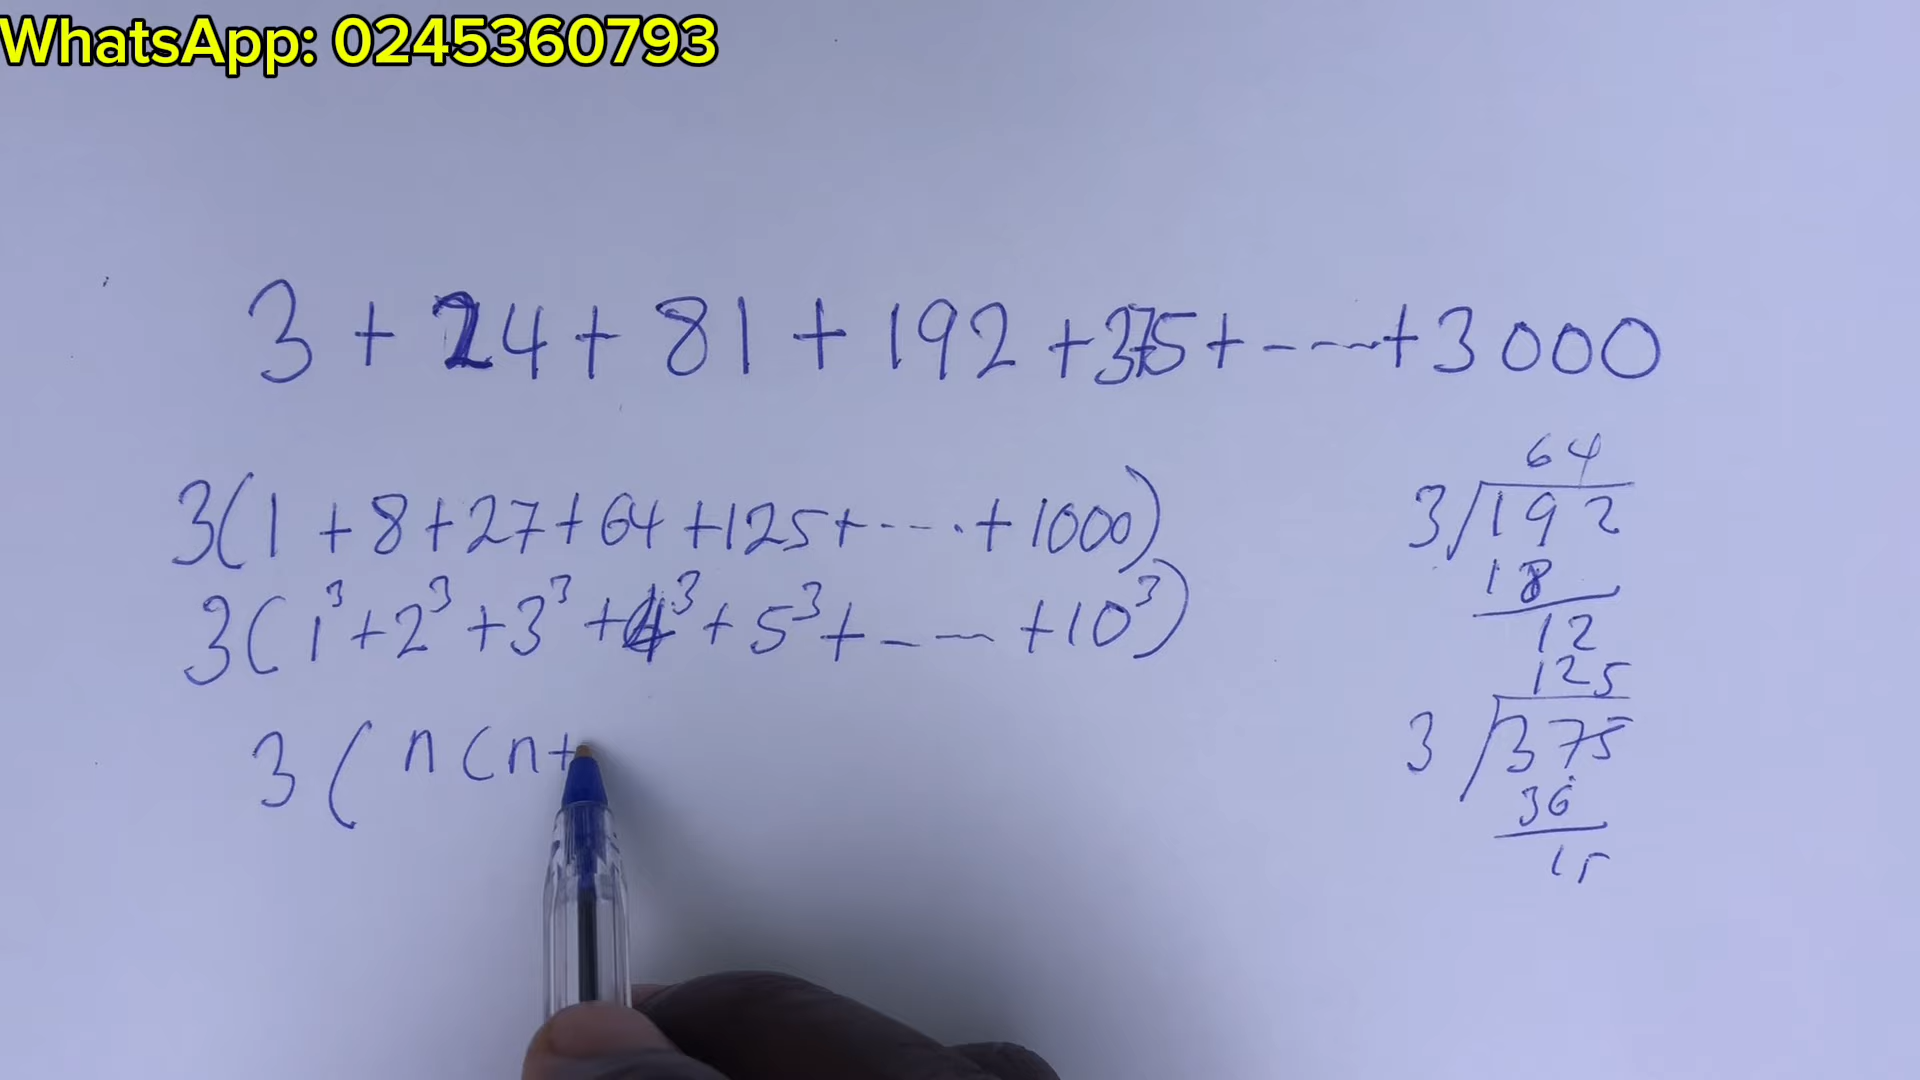 WhatsApp: 0245360793
3 + 24 + 81 + 192 + 375 + ---- + 3000
3(1 + 8 + 27 + 64 + 125 + ---- + 1000)
3(1³ + 2³ + 3³ + 4³ + 5³ + ---- + 10³)
3 ( n (n +
64
3 192
18
12
125
3 375
36
15